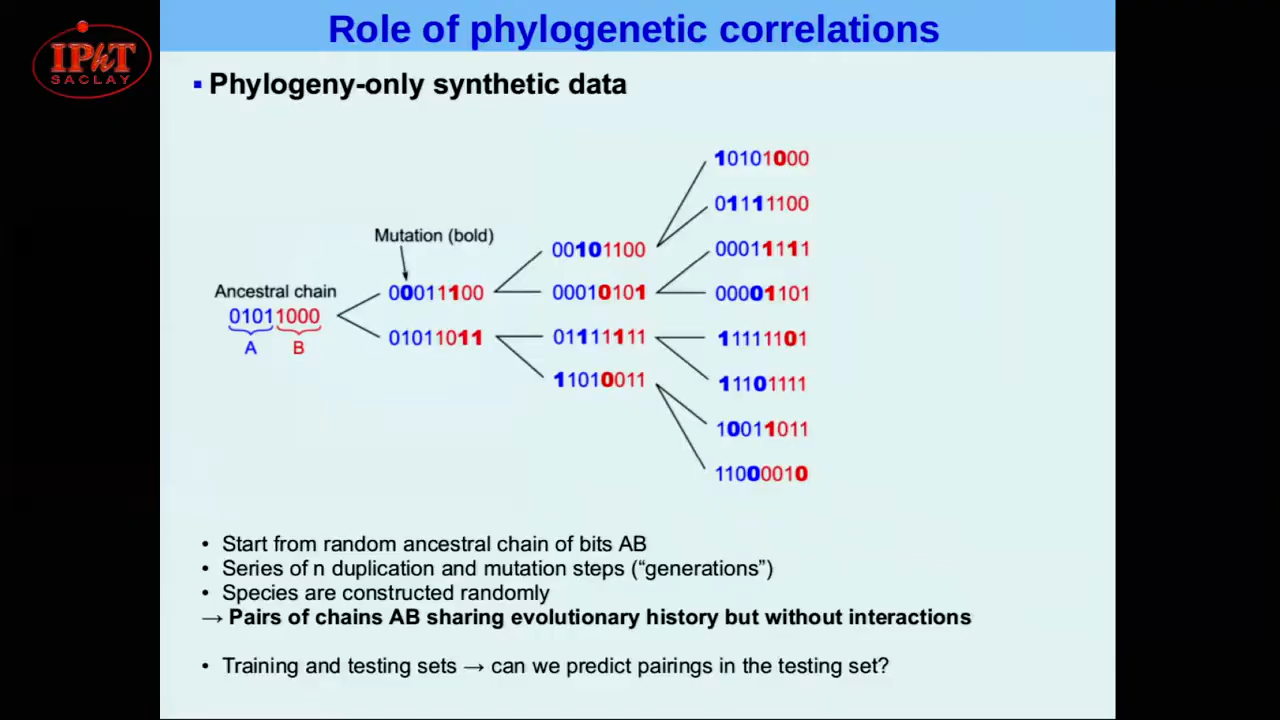 IPhT
SACLAY
Role of phylogenetic correlations
▪ Phylogeny-only synthetic data
Mutation (bold)
Ancestral chain
01011000
A B
00011100
01011011
00101100
00010101
01111111
11010011
10101000
01111100
00011111
00001101
11111101
11101111
10011011
11000010
• Start from random ancestral chain of bits AB
• Series of n duplication and mutation steps (“generations”)
• Species are constructed randomly
→ Pairs of chains AB sharing evolutionary history but without interactions
• Training and testing sets → can we predict pairings in the testing set?